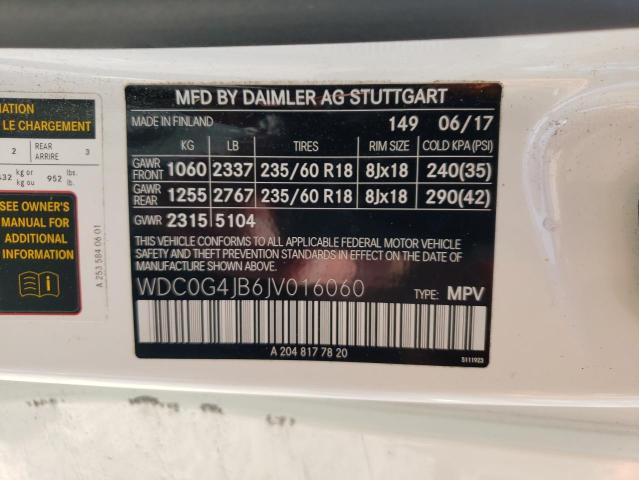 MATION
LE CHARGEMENT
2 REAR ARRIERE 3
432 kg or kg ou 952 lbs. lb.
SEE OWNER'S
MANUAL FOR
ADDITIONAL
INFORMATION
A 253 584 06 01
MFD BY DAIMLER AG STUTTGART
MADE IN FINLAND 149 06/17
KG LB TIRES RIM SIZE COLD KPA(PSI)
GAWR FRONT 1060 2337 235/60 R18 8Jx18 240(35)
GAWR REAR 1255 2767 235/60 R18 8Jx18 290(42)
GVWR 2315 5104
THIS VEHICLE CONFORMS TO ALL APPLICABLE FEDERAL MOTOR VEHICLE
SAFETY AND THEFT PREVENTION STANDARDS IN EFFECT ON THE DATE OF
MANUFACTURE SHOWN ABOVE.
WDC0G4JB6JV016060 TYPE: MPV
A 204 817 78 20
5111923